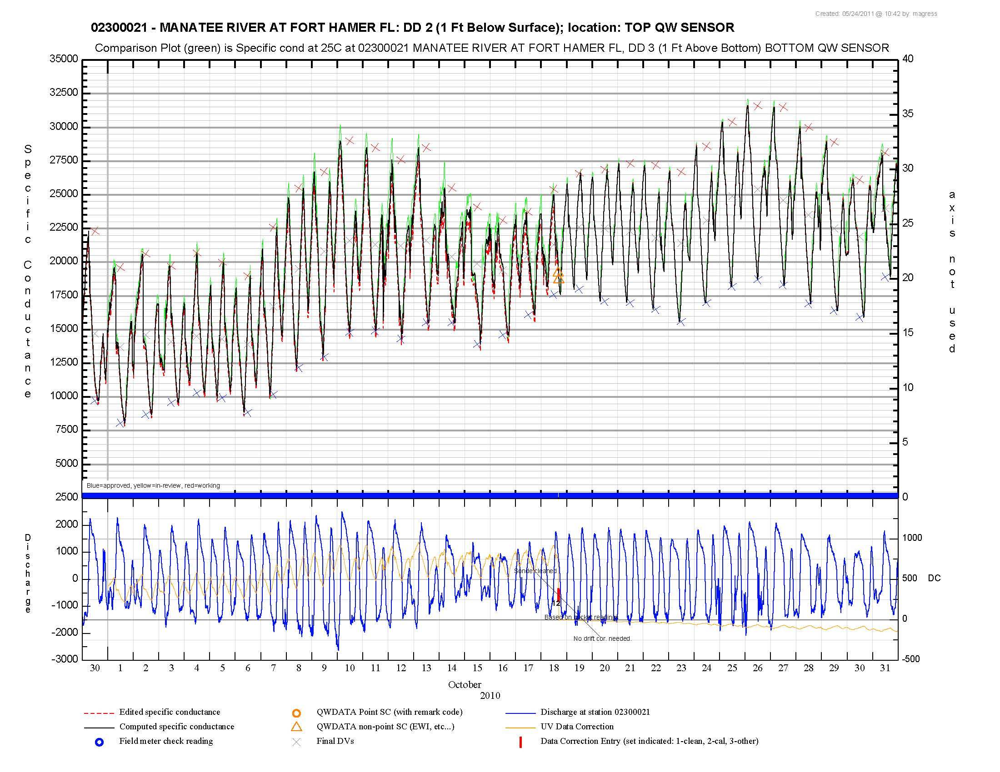 Created: 05/24/2011 @ 10:42 by: magress
02300021 - MANATEE RIVER AT FORT HAMER FL: DD 2 (1 Ft Below Surface); location: TOP QW SENSOR
Comparison Plot (green) is Specific cond at 25C at 02300021 MANATEE RIVER AT FORT HAMER FL, DD 3 (1 Ft Above Bottom) BOTTOM QW SENSOR
35000
32500
30000
27500
25000
22500
20000
17500
15000
12500
10000
7500
5000
2500
Specific Conductance
40
35
30
25
20
15
10
5
0
axis not used
Blue=approved, yellow=in-review, red=working
2000
1000
0
-1000
-2000
-3000
Discharge
1000
500
0
-500
DC
Sonde cleaned
12
Based on bucket readings
No drift cor. needed.
30 1 2 3 4 5 6 7 8 9 10 11 12 13 14 15 16 17 18 19 20 21 22 23 24 25 26 27 28 29 30 31
October
2010
Edited specific conductance
QWDATA Point SC (with remark code)
Discharge at station 02300021
Computed specific conductance
QWDATA non-point SC (EWI, etc...)
UV Data Correction
Field meter check reading
Final DVs
Data Correction Entry (set indicated: 1-clean, 2-cal, 3-other)